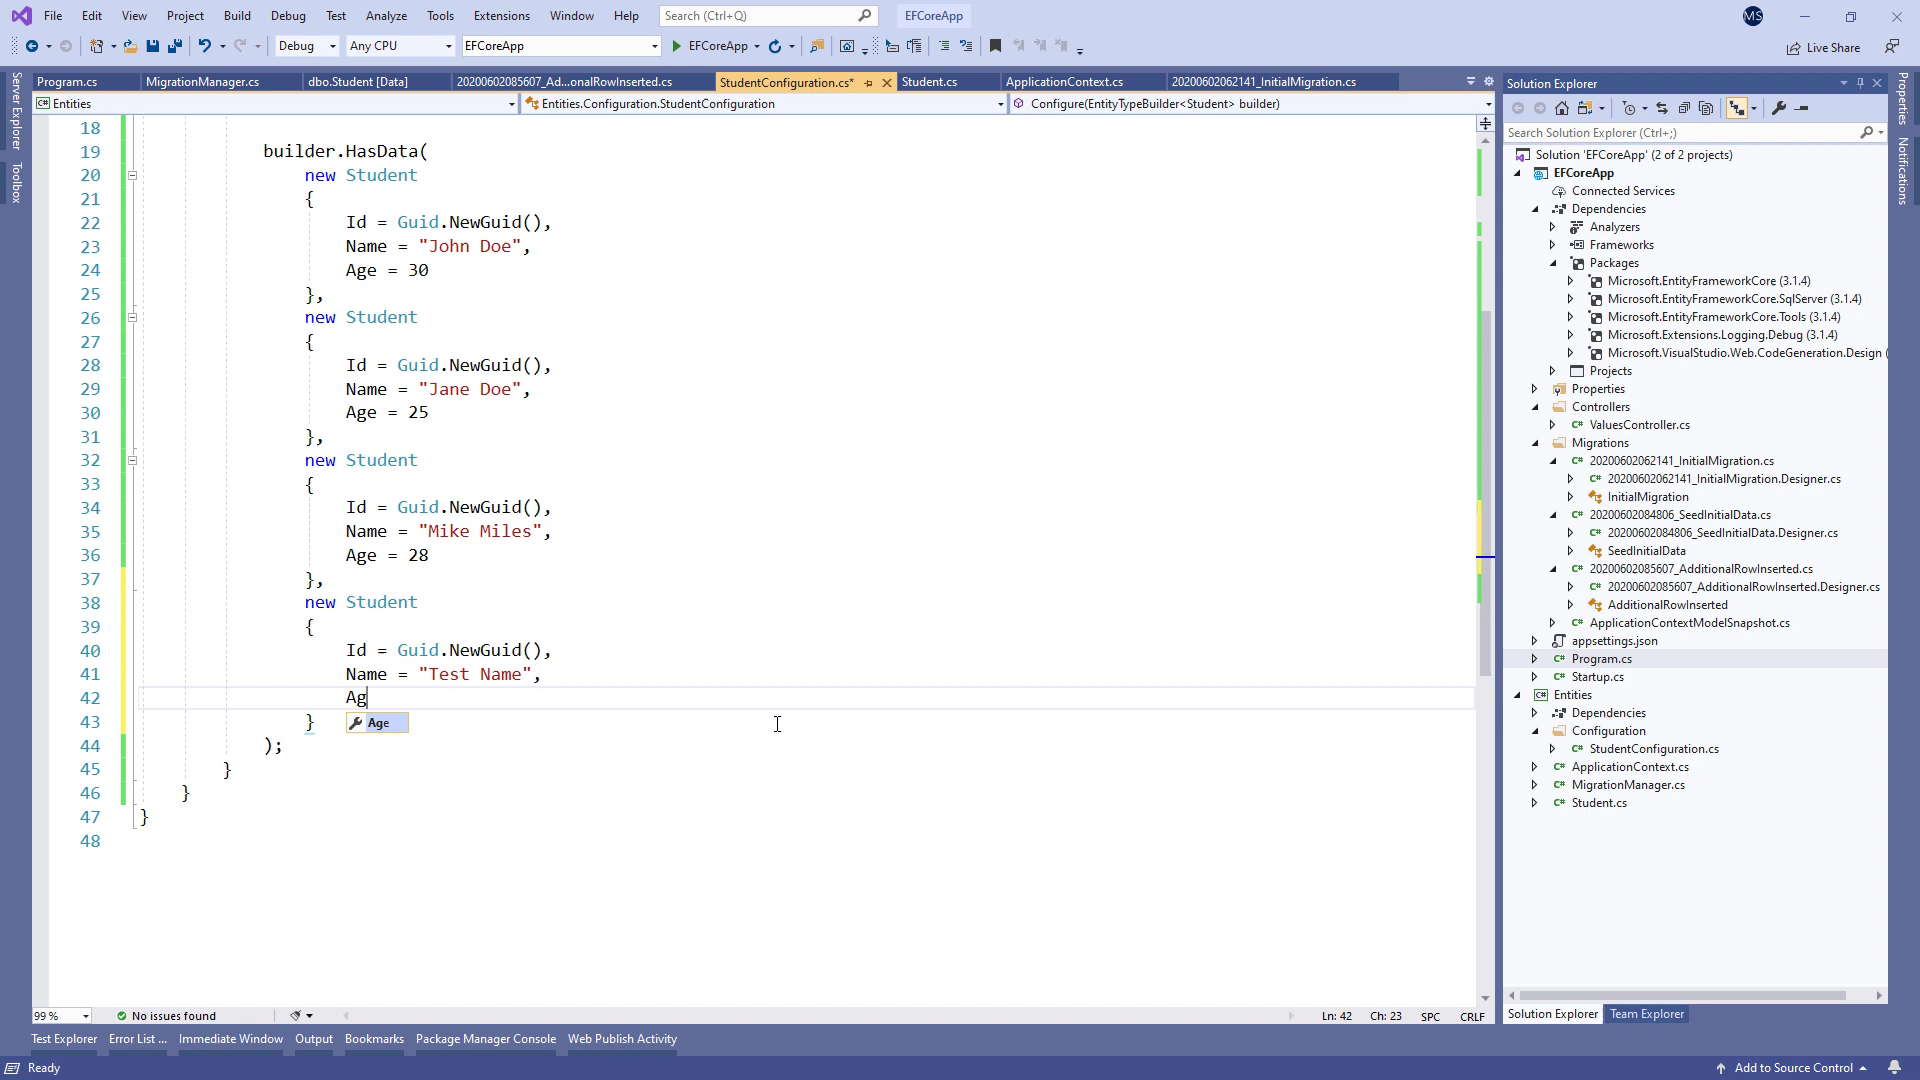 File Edit View Project Build Debug Test Analyze Tools Extensions Window Help Search (Ctrl+Q) EFCoreApp MS
Debug Any CPU EFCoreApp EFCoreApp Live Share
Program.cs MigrationManager.cs dbo.Student [Data] 20200602085607_Ad...onalRowInserted.cs StudentConfiguration.cs* Student.cs ApplicationContext.cs 20200602062141_InitialMigration.cs
Entities Entities.Configuration.StudentConfiguration Configure(EntityTypeBuilder<Student> builder)
Server Explorer
Toolbox
18
19 builder.HasData(
20 new Student
21 {
22 Id = Guid.NewGuid(),
23 Name = "John Doe",
24 Age = 30
25 },
26 new Student
27 {
28 Id = Guid.NewGuid(),
29 Name = "Jane Doe",
30 Age = 25
31 },
32 new Student
33 {
34 Id = Guid.NewGuid(),
35 Name = "Mike Miles",
36 Age = 28
37 },
38 new Student
39 {
40 Id = Guid.NewGuid(),
41 Name = "Test Name",
42 Ag
43 } Age
44 );
45 }
46 }
47 }
48
99 % No issues found Ln: 42 Ch: 23 SPC CRLF
Solution Explorer
Search Solution Explorer (Ctrl+;)
Solution 'EFCoreApp' (2 of 2 projects)
EFCoreApp
Connected Services
Dependencies
Analyzers
Frameworks
Packages
Microsoft.EntityFrameworkCore (3.1.4)
Microsoft.EntityFrameworkCore.SqlServer (3.1.4)
Microsoft.EntityFrameworkCore.Tools (3.1.4)
Microsoft.Extensions.Logging.Debug (3.1.4)
Microsoft.VisualStudio.Web.CodeGeneration.Design (
Projects
Properties
Controllers
C# ValuesController.cs
Migrations
C# 20200602062141_InitialMigration.cs
C# 20200602062141_InitialMigration.Designer.cs
InitialMigration
C# 20200602084806_SeedInitialData.cs
C# 20200602084806_SeedInitialData.Designer.cs
SeedInitialData
C# 20200602085607_AdditionalRowInserted.cs
C# 20200602085607_AdditionalRowInserted.Designer.cs
AdditionalRowInserted
C# ApplicationContextModelSnapshot.cs
appsettings.json
C# Program.cs
C# Startup.cs
C# Entities
Dependencies
Configuration
C# StudentConfiguration.cs
C# ApplicationContext.cs
C# MigrationManager.cs
C# Student.cs
Solution Explorer Team Explorer
Properties
Notifications
Test Explorer Error List ... Immediate Window Output Bookmarks Package Manager Console Web Publish Activity
Ready Add to Source Control